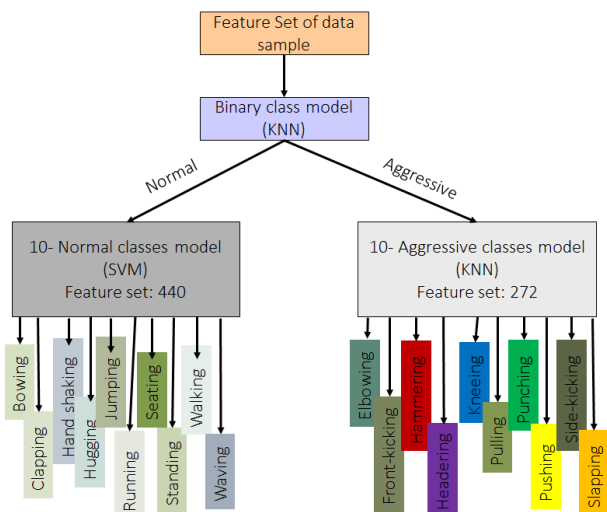 Feature Set of data
sample
Binary class model
(KNN)
Normal
Aggressive
10- Normal classes model
(SVM)
Feature set: 440
10- Aggressive classes model
(KNN)
Feature set: 272
Bowing
Clapping
Hand shaking
Hugging
Jumping
Running
Seating
Standing
Walking
Waving
Elbowing
Front-kicking
Hammering
Headering
Kneeing
Pulling
Punching
Pushing
Side-kicking
Slapping